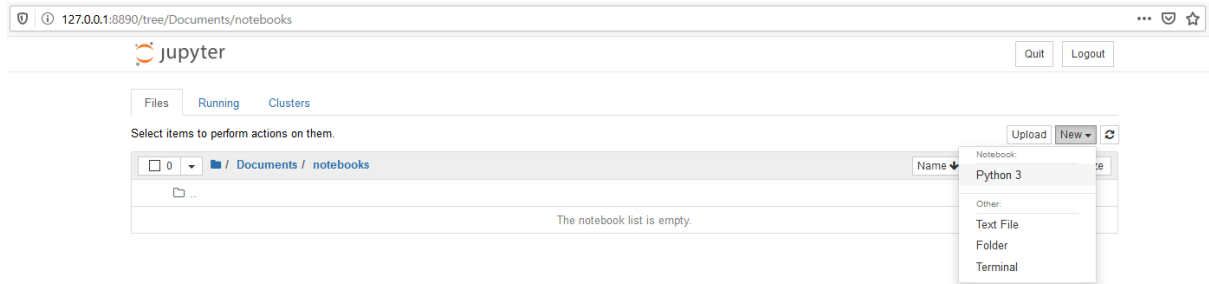 127.0.0.1:8890/tree/Documents/notebooks
jupyter
Quit Logout
Files Running Clusters
Select items to perform actions on them.
Upload New
0 / Documents / notebooks Name
Notebook:
Python 3
..
Other:
The notebook list is empty.
Text File
Folder
Terminal